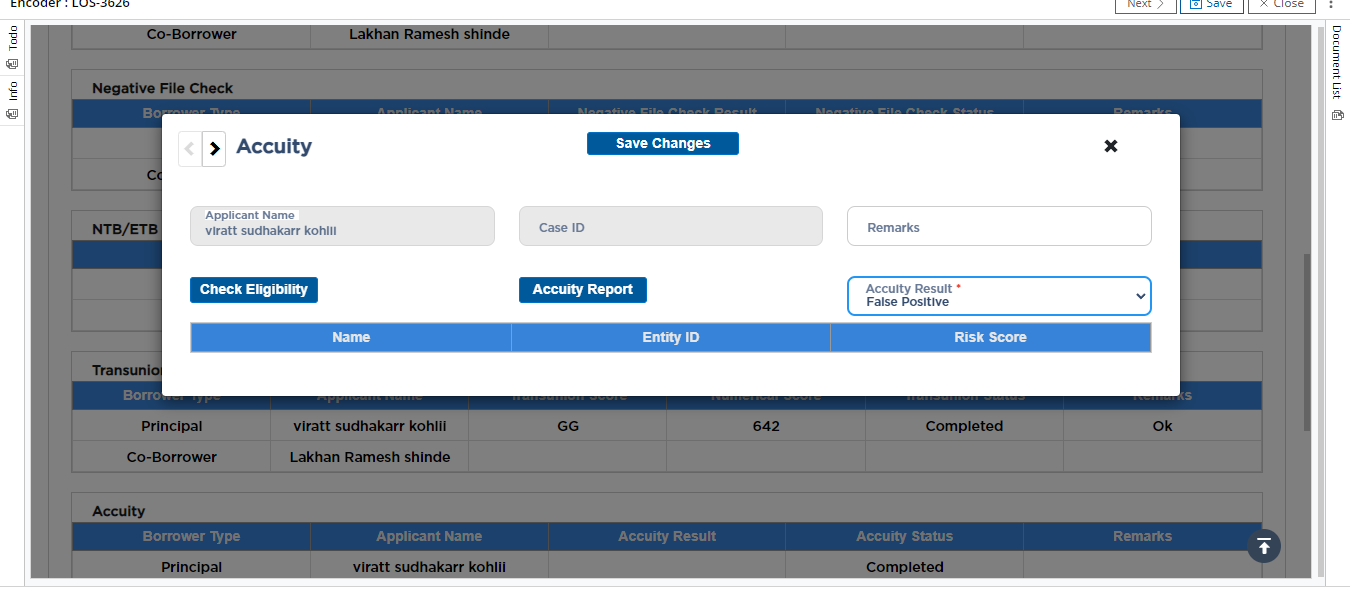 Encoder : LOS-3626
Next
Save
Close
Todo
Info
Document List
Co-Borrower Lakhan Ramesh shinde
Negative File Check
Borrower Type Applicant Name Negative File Check Result Negative File Check Status Remarks
Accuity
Save Changes
Co
Applicant Name
viratt sudhakarr kohlii
Case ID
Remarks
NTB/ETB
Check Eligibility
Accuity Report
Accuity Result *
False Positive
Name Entity ID Risk Score
Transunio
Borrower Type Applicant Name Transunion Score Numerical Score Transunion Status Remarks
Principal viratt sudhakarr kohlii GG 642 Completed Ok
Co-Borrower Lakhan Ramesh shinde
Accuity
Borrower Type Applicant Name Accuity Result Accuity Status Remarks
Principal viratt sudhakarr kohlii Completed